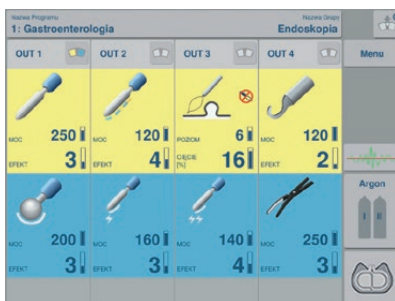 Nazwa Programu
Nazwa Grupy
1: Gastroenterologia
Endoskopia
OUT 1
OUT 2
OUT 3
OUT 4
Menu
MOC 250
MOC 120
POZIOM 6
MOC 120
EFEKT 3
EFEKT 4
CIĘCIE [%] 16
EFEKT 2
Argon
I II
MOC 200
MOC 160
MOC 140
MOC 250
EFEKT 3
EFEKT 3
EFEKT 4
EFEKT 3